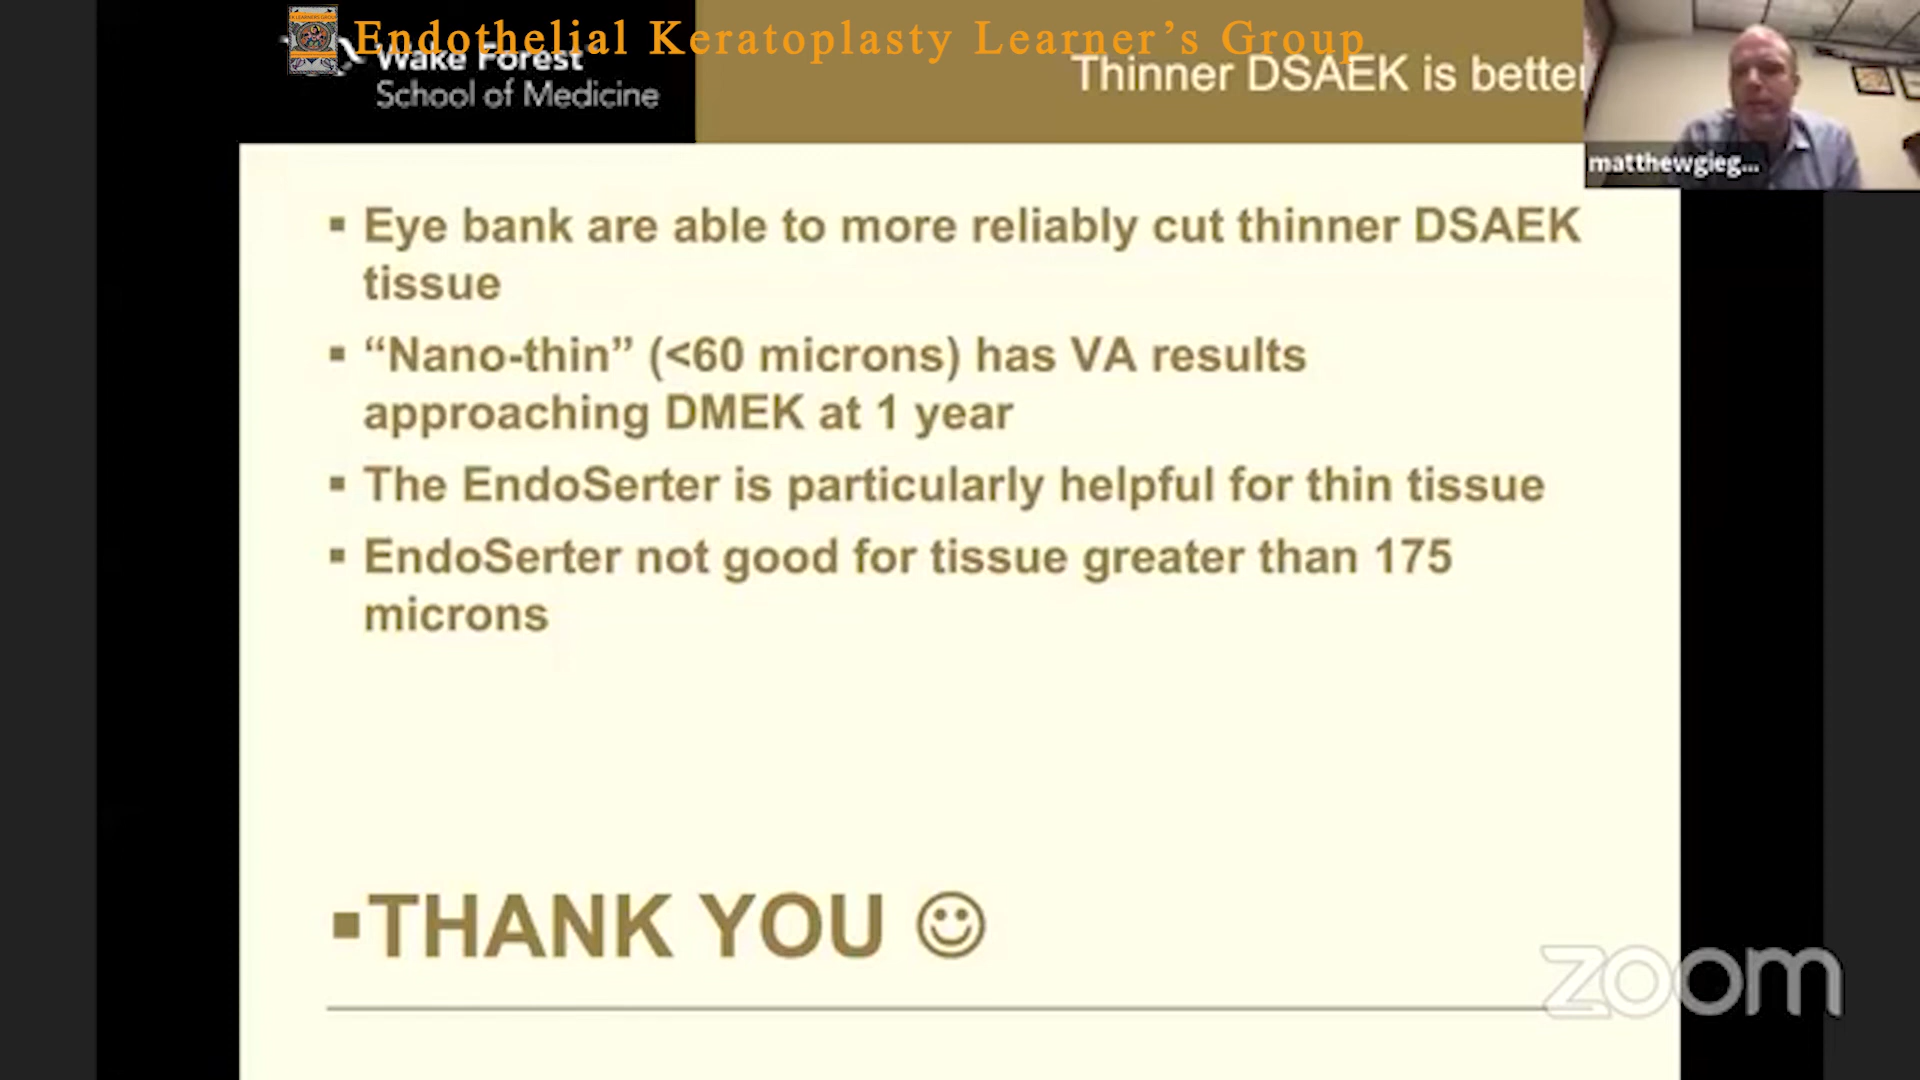 Endothelial Keratoplasty Learner's Group
Wake Forest
School of Medicine
Thinner DSAEK is better
matthewgieg...
▪ Eye bank are able to more reliably cut thinner DSAEK
tissue
▪ “Nano-thin” (<60 microns) has VA results
approaching DMEK at 1 year
▪ The EndoSerter is particularly helpful for thin tissue
▪ EndoSerter not good for tissue greater than 175
microns
▪THANK YOU ☺
zoom